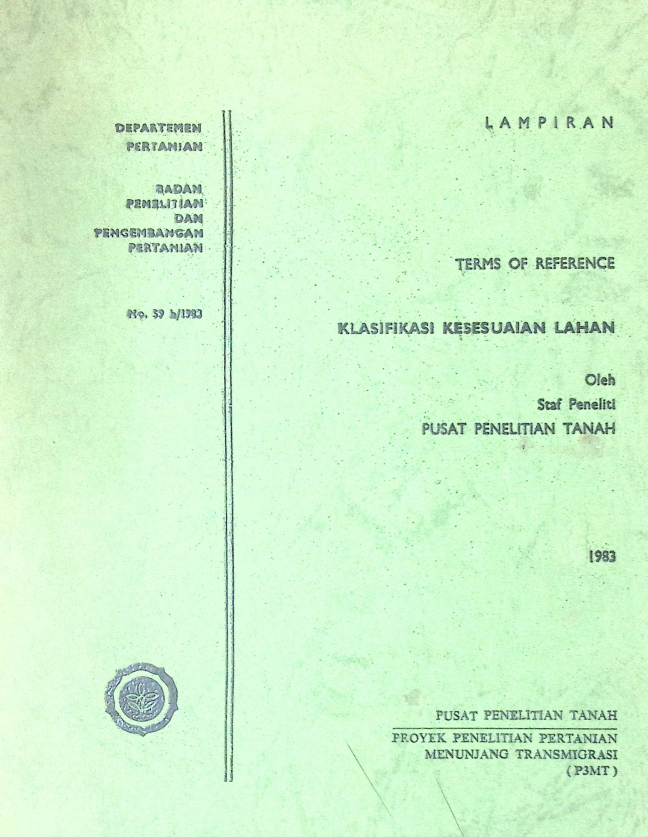 DEPARTEMEN
PERTANIAN
BADAN
PENELITIAN
DAN
PENGEMBANGAN
PERTANIAN
No. 59 b/1983
LAMPIRAN
TERMS OF REFERENCE
KLASIFIKASI KESESUAIAN LAHAN
Oleh
Staf Peneliti
PUSAT PENELITIAN TANAH
1983
PUSAT PENELITIAN TANAH
PROYEK PENELITIAN PERTANIAN
MENUNJANG TRANSMIGRASI
(P3MT)